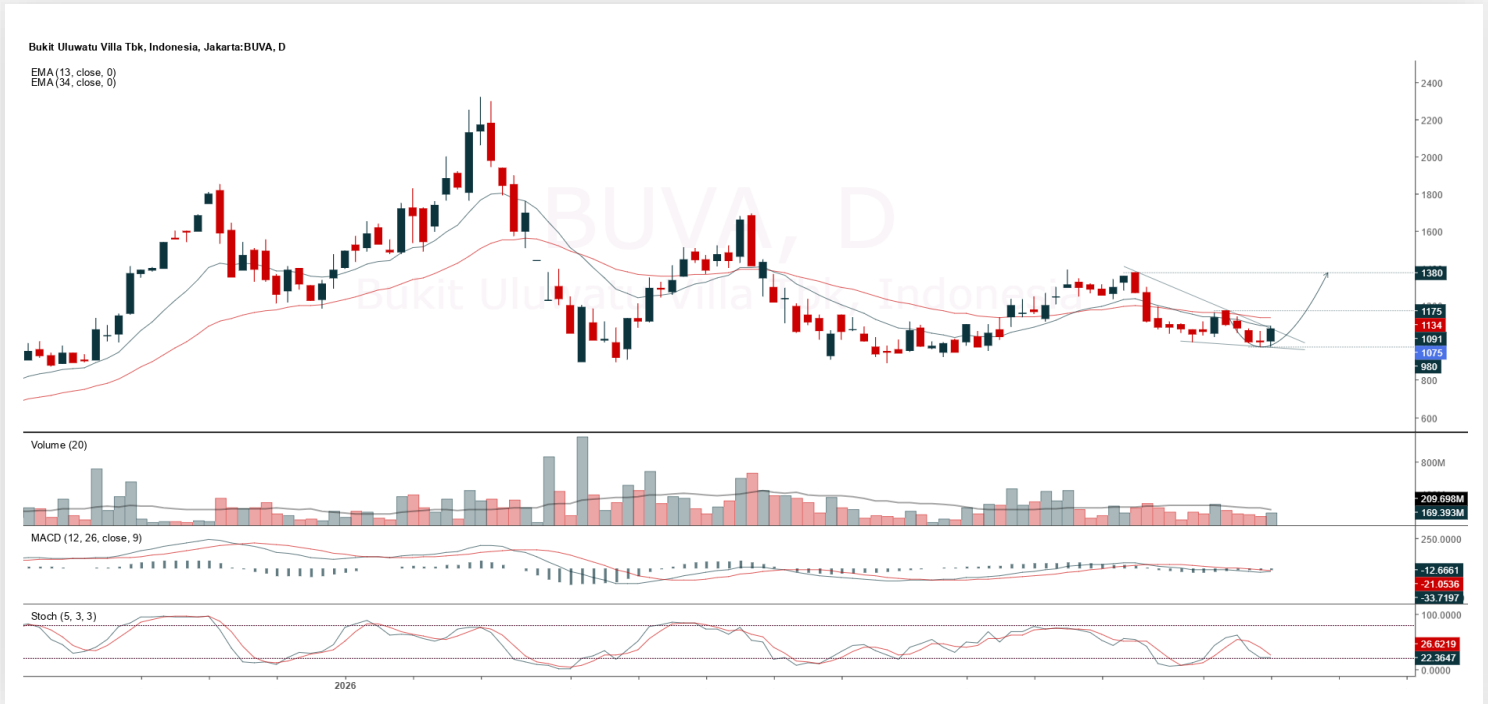 Bukit Uluwatu Villa Tbk, Indonesia, Jakarta:BUVA, D
EMA (13, close, 0)
EMA (34, close, 0)
BUVA, D
Bukit Uluwatu Villa Tbk, Indonesia
2400
2200
2000
1800
1600
1380
1175
1134
1091
1075
980
800
600
Volume (20)
800M
209.698M
169.393M
MACD (12, 26, close, 9)
250.0000
-12.6661
-21.0536
-33.7197
Stoch (5, 3, 3)
100.0000
26.6219
22.3647
0.0000
2026